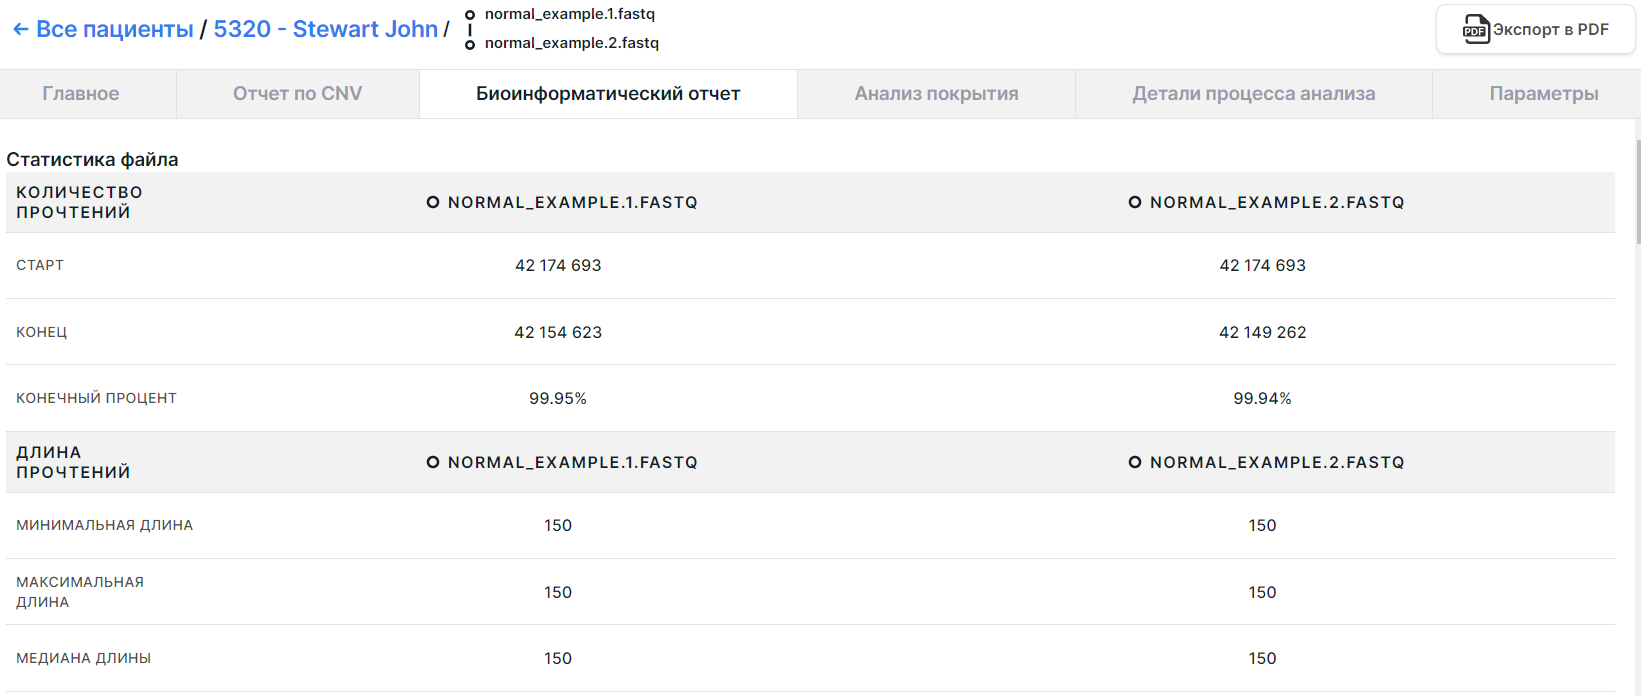 ← Все пациенты / 5320 - Stewart John /
normal_example.1.fastq
normal_example.2.fastq
PDF Экспорт в PDF
Главное
Отчет по CNV
Биоинформатический отчет
Анализ покрытия
Детали процесса анализа
Параметры
Статистика файла
КОЛИЧЕСТВО
ПРОЧТЕНИЙ
NORMAL_EXAMPLE.1.FASTQ
NORMAL_EXAMPLE.2.FASTQ
СТАРТ
42 174 693
42 174 693
КОНЕЦ
42 154 623
42 149 262
КОНЕЧНЫЙ ПРОЦЕНТ
99.95%
99.94%
ДЛИНА
ПРОЧТЕНИЙ
NORMAL_EXAMPLE.1.FASTQ
NORMAL_EXAMPLE.2.FASTQ
МИНИМАЛЬНАЯ ДЛИНА
150
150
МАКСИМАЛЬНАЯ
ДЛИНА
150
150
МЕДИАНА ДЛИНЫ
150
150